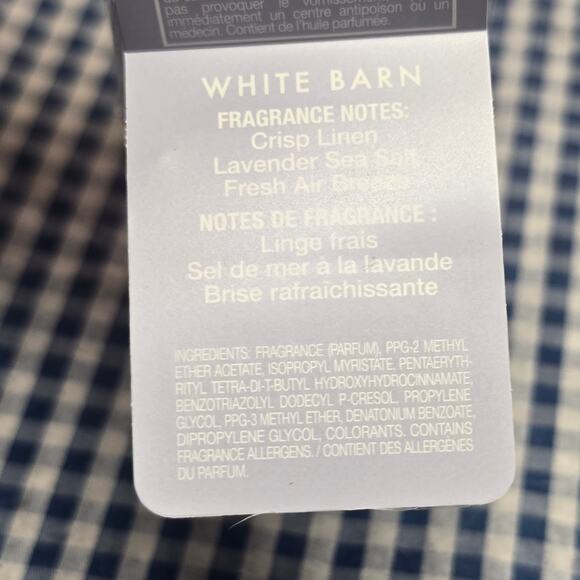 pas provoquer le vomissement.
immédiatement un centre antipoison ou un
médecin. Contient de l'huile parfumée.
WHITE BARN
FRAGRANCE NOTES:
Crisp Linen
Lavender Sea Salt
Fresh Air Breeze
NOTES DE FRAGRANCE :
Linge frais
Sel de mer à la lavande
Brise rafraîchissante
INGREDIENTS: FRAGRANCE (PARFUM), PPG-2 METHYL
ETHER ACETATE, ISOPROPYL MYRISTATE, PENTAERYTH-
RITYL TETRA-DI-T-BUTYL HYDROXYHYDROCINNAMATE,
BENZOTRIAZOLYL DODECYL P-CRESOL, PROPYLENE
GLYCOL, PPG-3 METHYL ETHER, DENATONIUM BENZOATE,
DIPROPYLENE GLYCOL, COLORANTS. CONTAINS
FRAGRANCE ALLERGENS. / CONTIENT DES ALLERGÈNES
DU PARFUM.